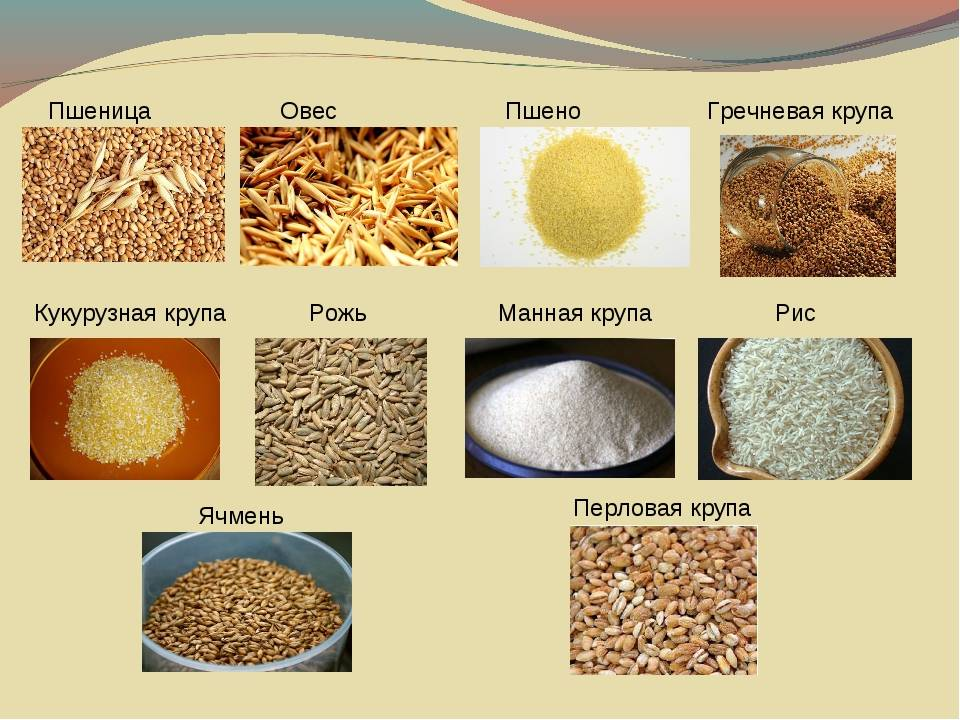 Пшеница
Овес
Пшено
Гречневая крупа
Кукурузная крупа
Рожь
Манная крупа
Рис
Ячмень
Перловая крупа